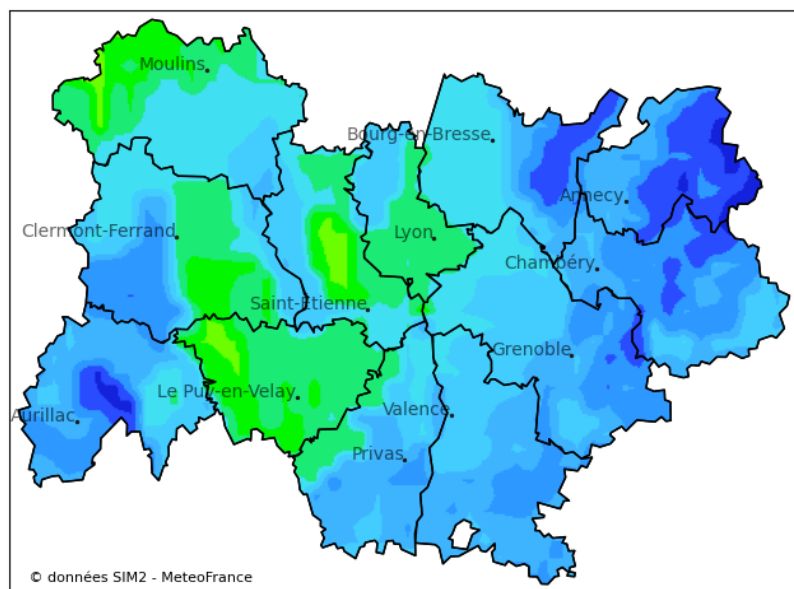 Moulins
Bourg-en-Bresse
Annecy
Clermont-Ferrand
Lyon
Chambéry
Saint-Etienne
Grenoble
Le Puy-en-Velay
Valence
Aurillac
Privas
© données SIM2 - MeteoFrance